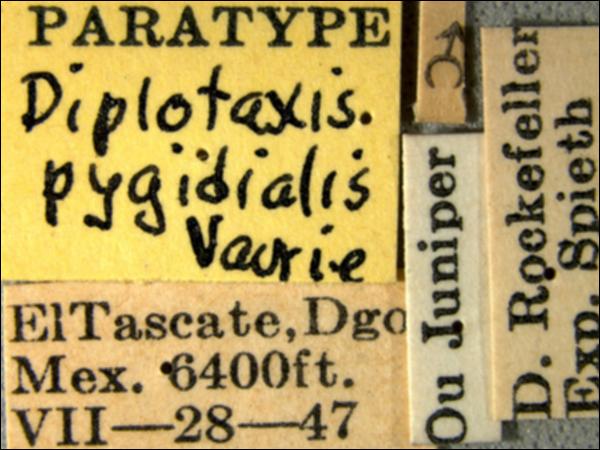 PARATYPE
Diplotaxis.
pygidialis
Vaurie
ElTascate, Dgo
Mex. 6400ft.
VII—28—47
♂
Ou Juniper
D. Rockefeller
Exp. Spieth